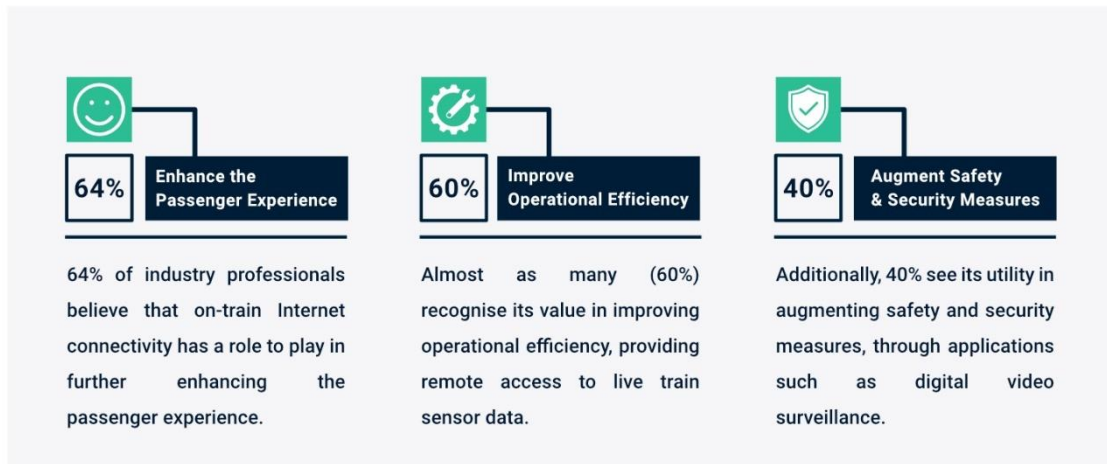 64%
Enhance the
Passenger Experience
64% of industry professionals
believe that on-train Internet
connectivity has a role to play in
further enhancing the
passenger experience.
60%
Improve
Operational Efficiency
Almost as many (60%)
recognise its value in improving
operational efficiency, providing
remote access to live train
sensor data.
40%
Augment Safety
& Security Measures
Additionally, 40% see its utility in
augmenting safety and security
measures, through applications
such as digital video
surveillance.